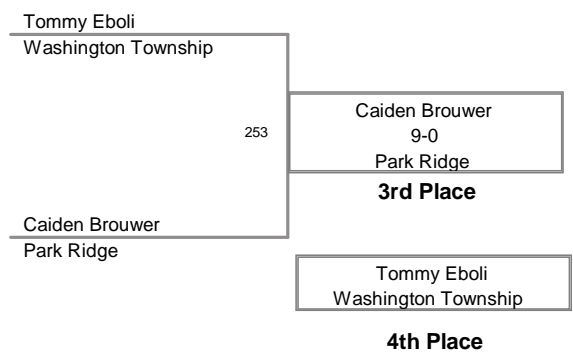 Tommy Eboli
Washington Township
253
Caiden Brouwer
9-0
Park Ridge
3rd Place
Caiden Brouwer
Park Ridge
Tommy Eboli
Washington Township
4th Place